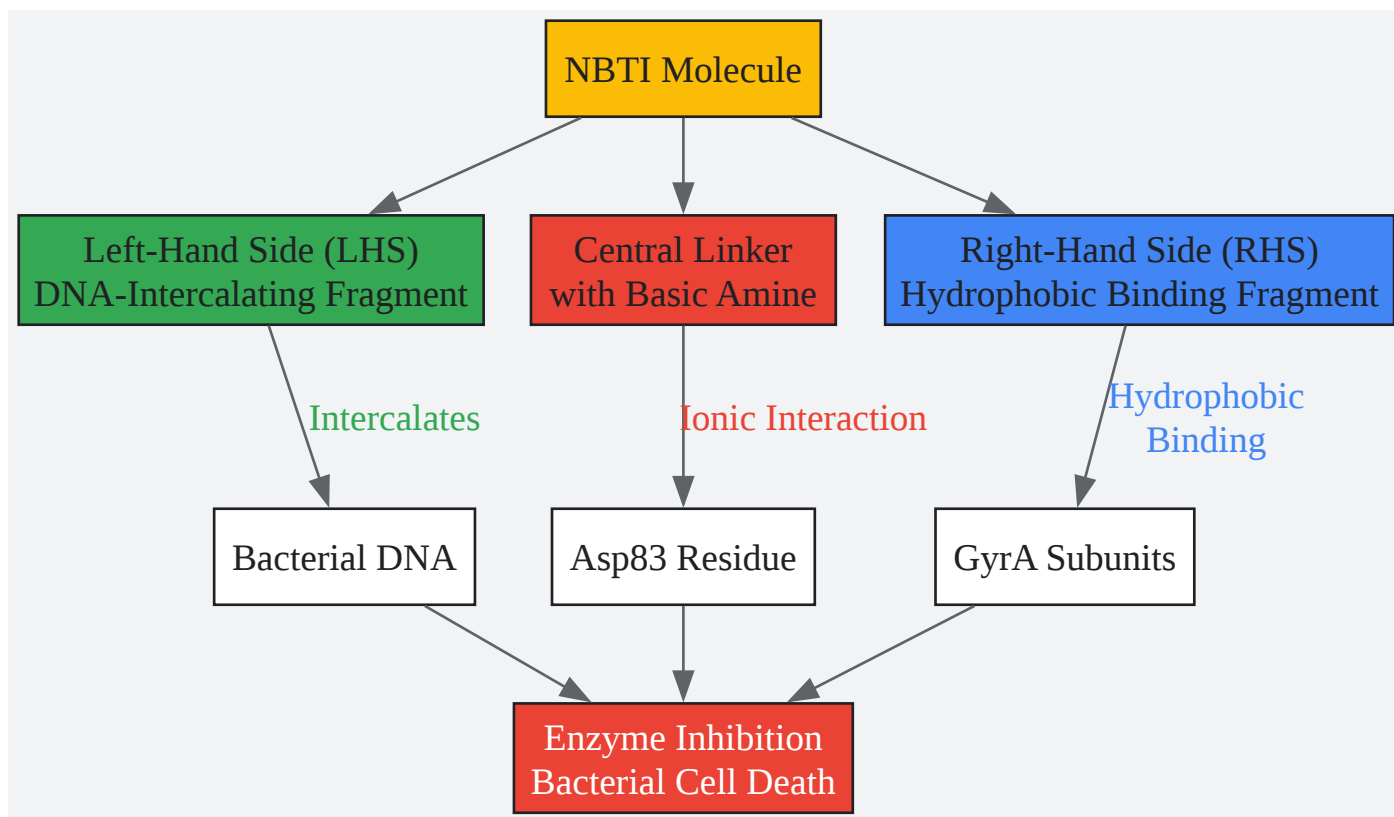 NBTI Molecule
Left-Hand Side (LHS)
DNA-Intercalating Fragment
Central Linker
with Basic Amine
Right-Hand Side (RHS)
Hydrophobic Binding Fragment
Intercalates
Ionic Interaction
Hydrophobic
Binding
Bacterial DNA
Asp83 Residue
GyrA Subunits
Enzyme Inhibition
Bacterial Cell Death